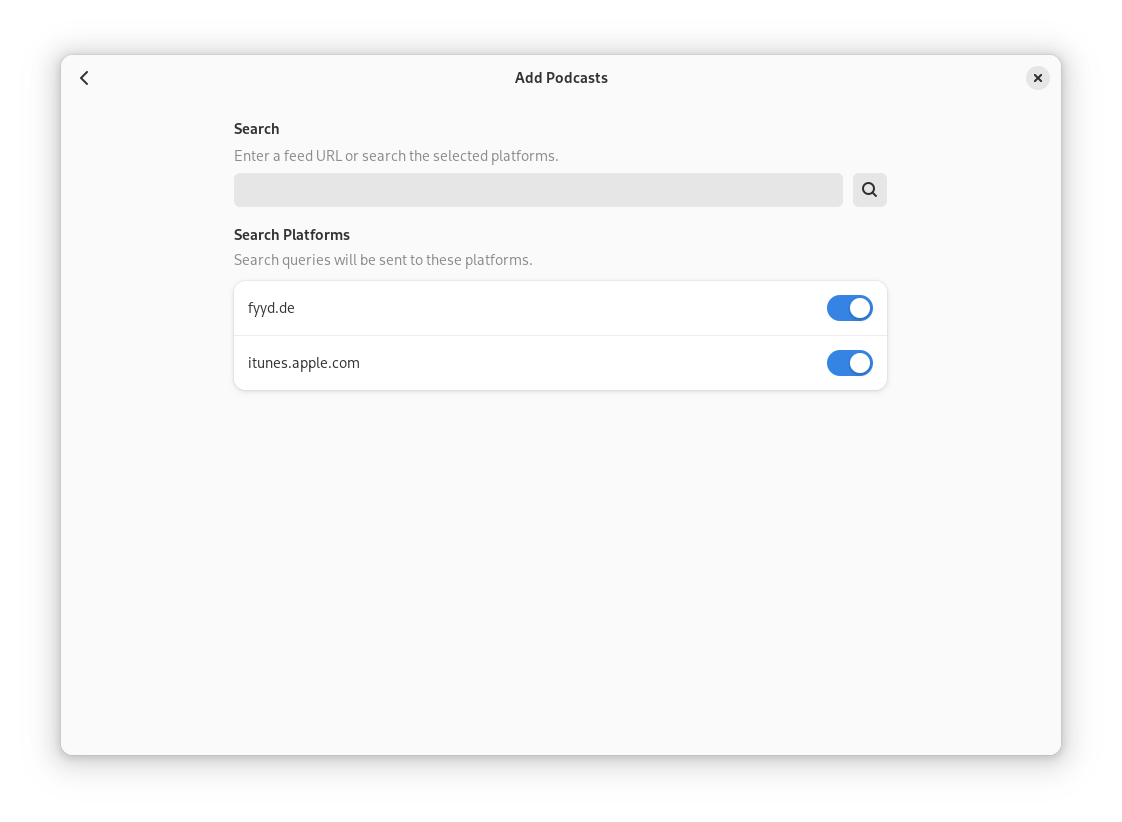 Add Podcasts
Search
Enter a feed URL or search the selected platforms.
Search Platforms
Search queries will be sent to these platforms.
fyyd.de
itunes.apple.com